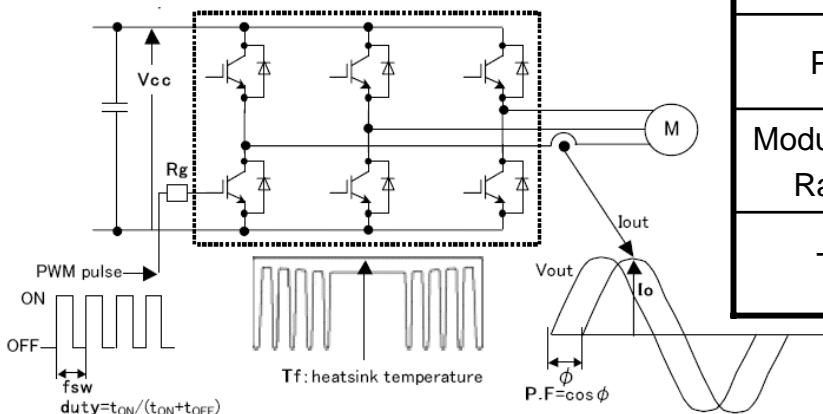 Vcc
Rg
M
Iout
PWM pulse
Vout
Io
ON
OFF
fsw
duty=tON/(tON+tOFF)
Tf: heatsink temperature
ϕ
P.F=cosϕ
P
Modu
Ra